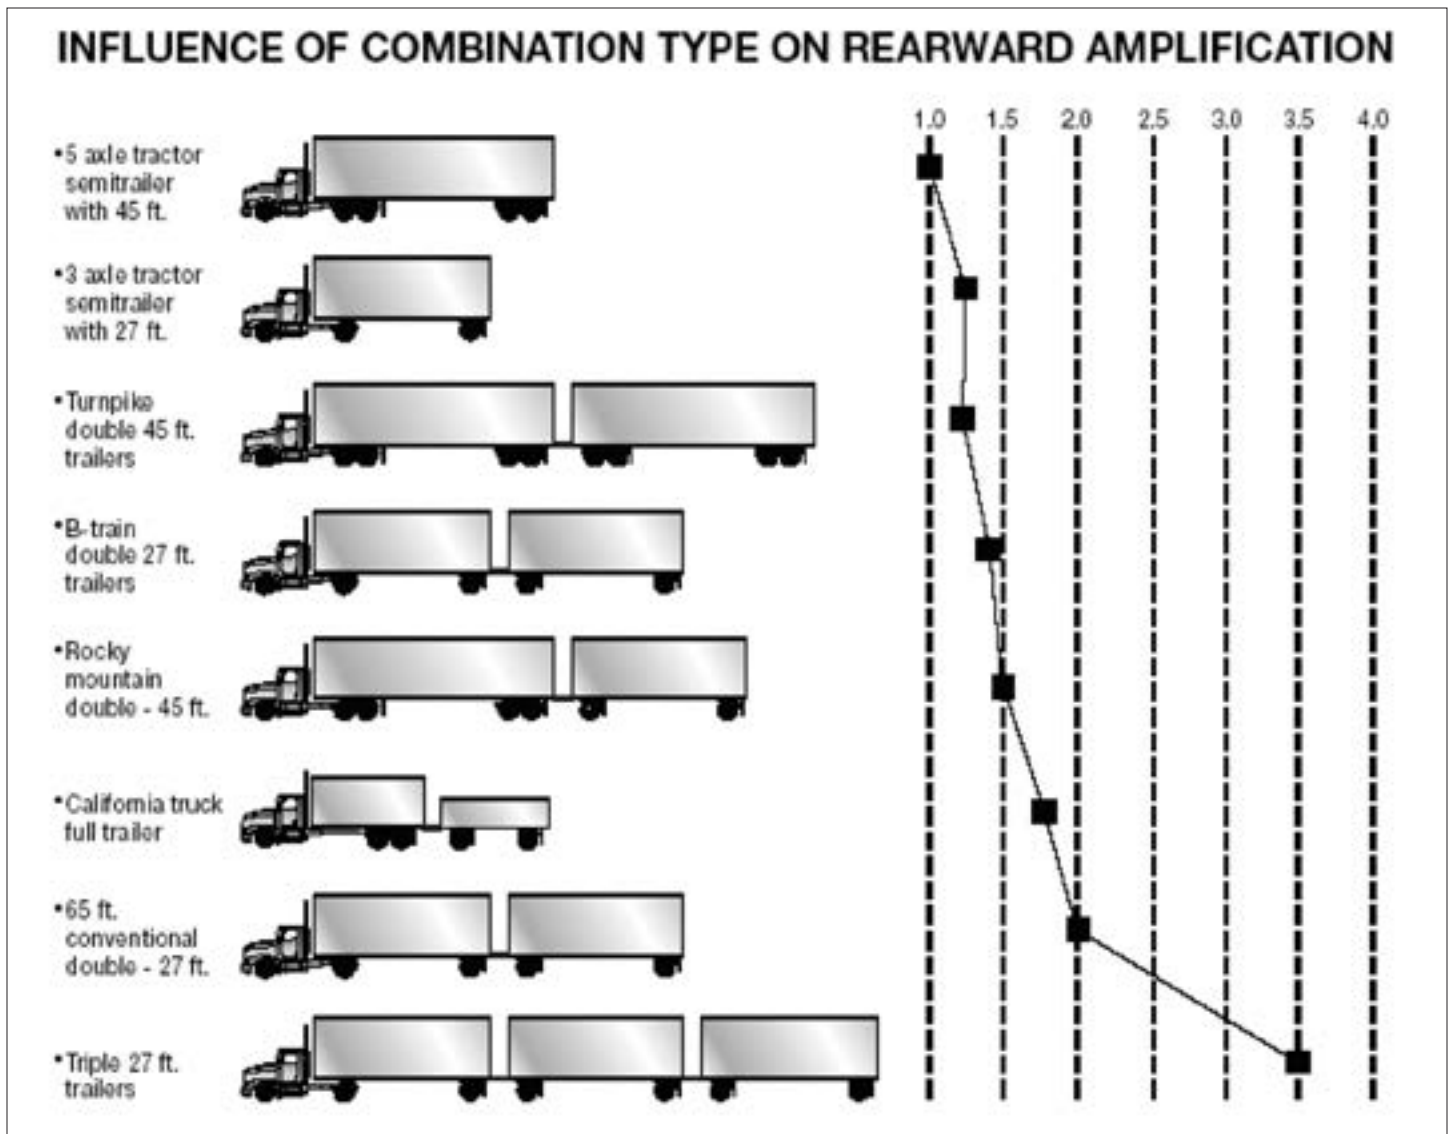 INFLUENCE OF COMBINATION TYPE ON REARWARD AMPLIFICATION
1.0 1.5 2.0 2.5 3.0 3.5 4.0
•5 axle tractor
semitrailer
with 45 ft.
•3 axle tractor
semitrailer
with 27 ft.
•Turnpike
double 45 ft.
trailers
•B-train
double 27 ft.
trailers
•Rocky
mountain
double - 45 ft.
•California truck
full trailer
•65 ft.
conventional
double - 27 ft.
•Triple 27 ft.
trailers